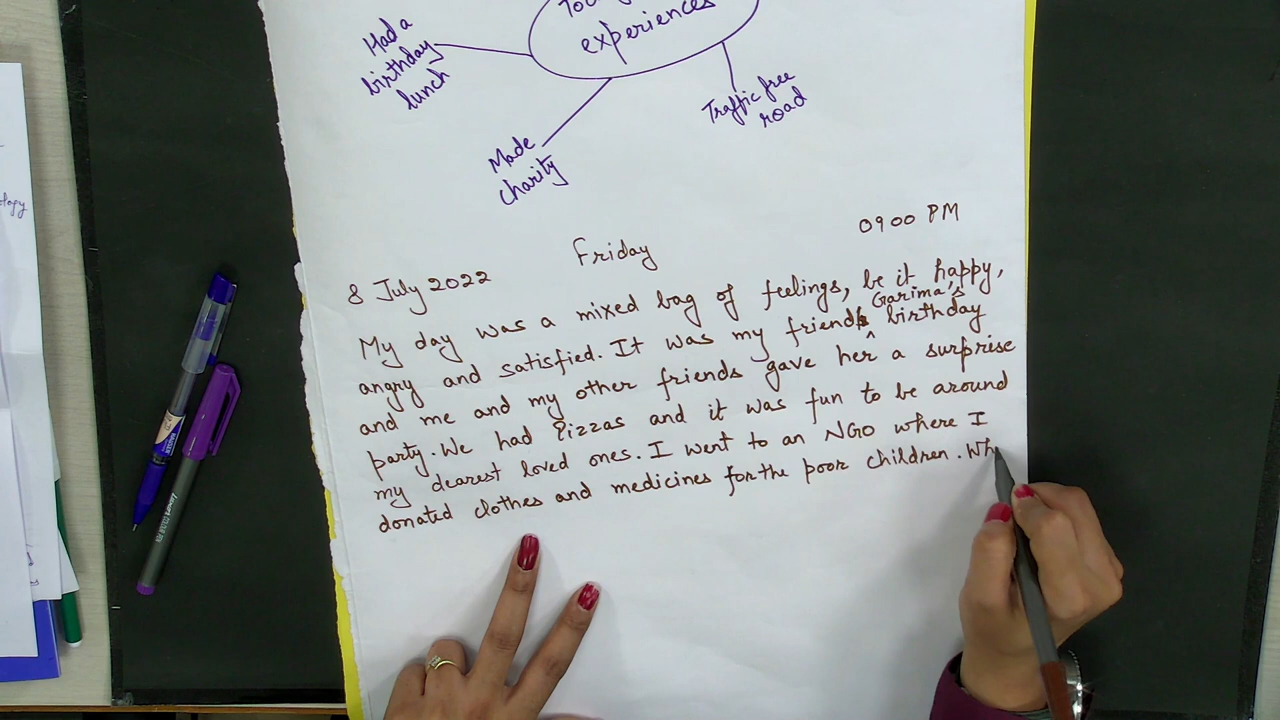 experiences
Had a
birthday
lunch
Made
charity
Traffic free
road
0900 PM
Friday
8 July 2022
My day was a mixed bag of feelings, be it happy,
angry and satisfied. It was my friend's Garima's birthday
and me and my other friends gave her a surprise
party. We had Pizzas and it was fun to be around
my dearest loved ones. I went to an NGO where I
donated clothes and medicines for the poor children. Wh